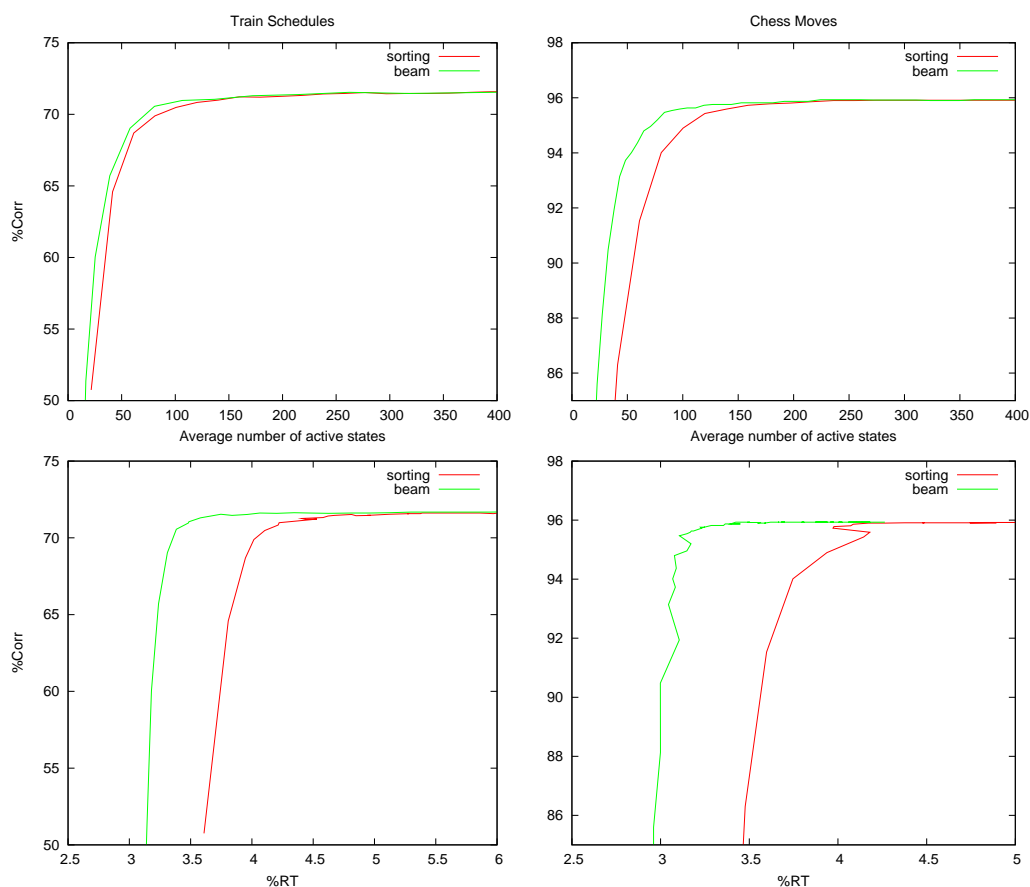 Train Schedules
75
70
65
60
55
50
%Corr
sorting
beam
0 50 100 150 200 250 300 350 400
Average number of active states
Chess Moves
98
96
94
92
90
88
86
sorting
beam
0 50 100 150 200 250 300 350 400
Average number of active states
75
70
65
60
55
50
%Corr
sorting
beam
2.5 3 3.5 4 4.5 5 5.5 6
%RT
98
96
94
92
90
88
86
sorting
beam
2.5 3 3.5 4 4.5 5
%RT